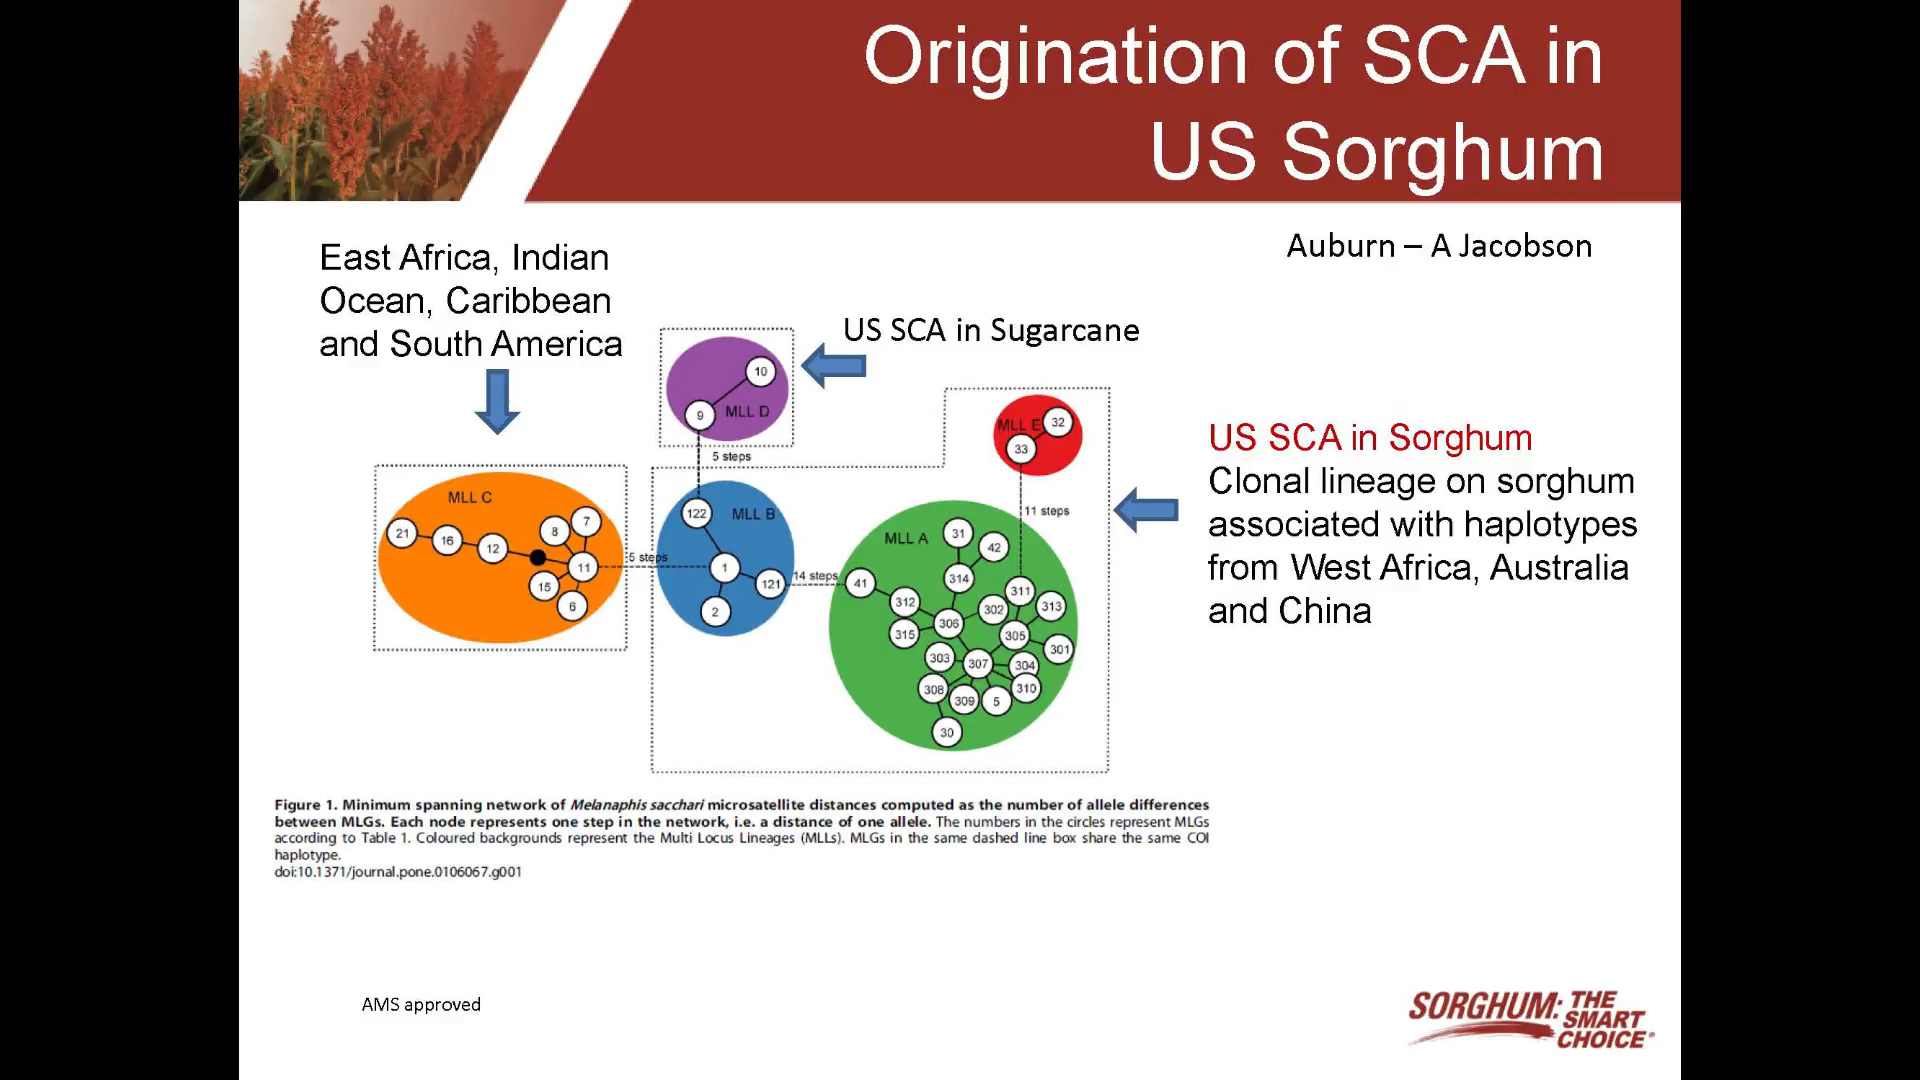 Origination of SCA in
US Sorghum
Auburn – A Jacobson
East Africa, Indian
Ocean, Caribbean
and South America
US SCA in Sugarcane
US SCA in Sorghum
Clonal lineage on sorghum
associated with haplotypes
from West Africa, Australia
and China
10
9
MLL D
5 steps
MLL E
32
33
11 steps
MLL C
21
16
12
8
7
11
15
6
5 steps
122
MLL B
1
121
2
14 steps
MLL A
31
42
314
41
312
311
302
313
306
315
305
301
303
307
304
308
309
5
310
30
Figure 1. Minimum spanning network of Melanaphis sacchari microsatellite distances computed as the number of allele differences
between MLGs. Each node represents one step in the network, i.e. a distance of one allele. The numbers in the circles represent MLGs
according to Table 1. Coloured backgrounds represent the Multi Locus Lineages (MLLs). MLGs in the same dashed line box share the same COI
haplotype.
doi:10.1371/journal.pone.0106067.g001
AMS approved
SORGHUM: THE
SMART
CHOICE®